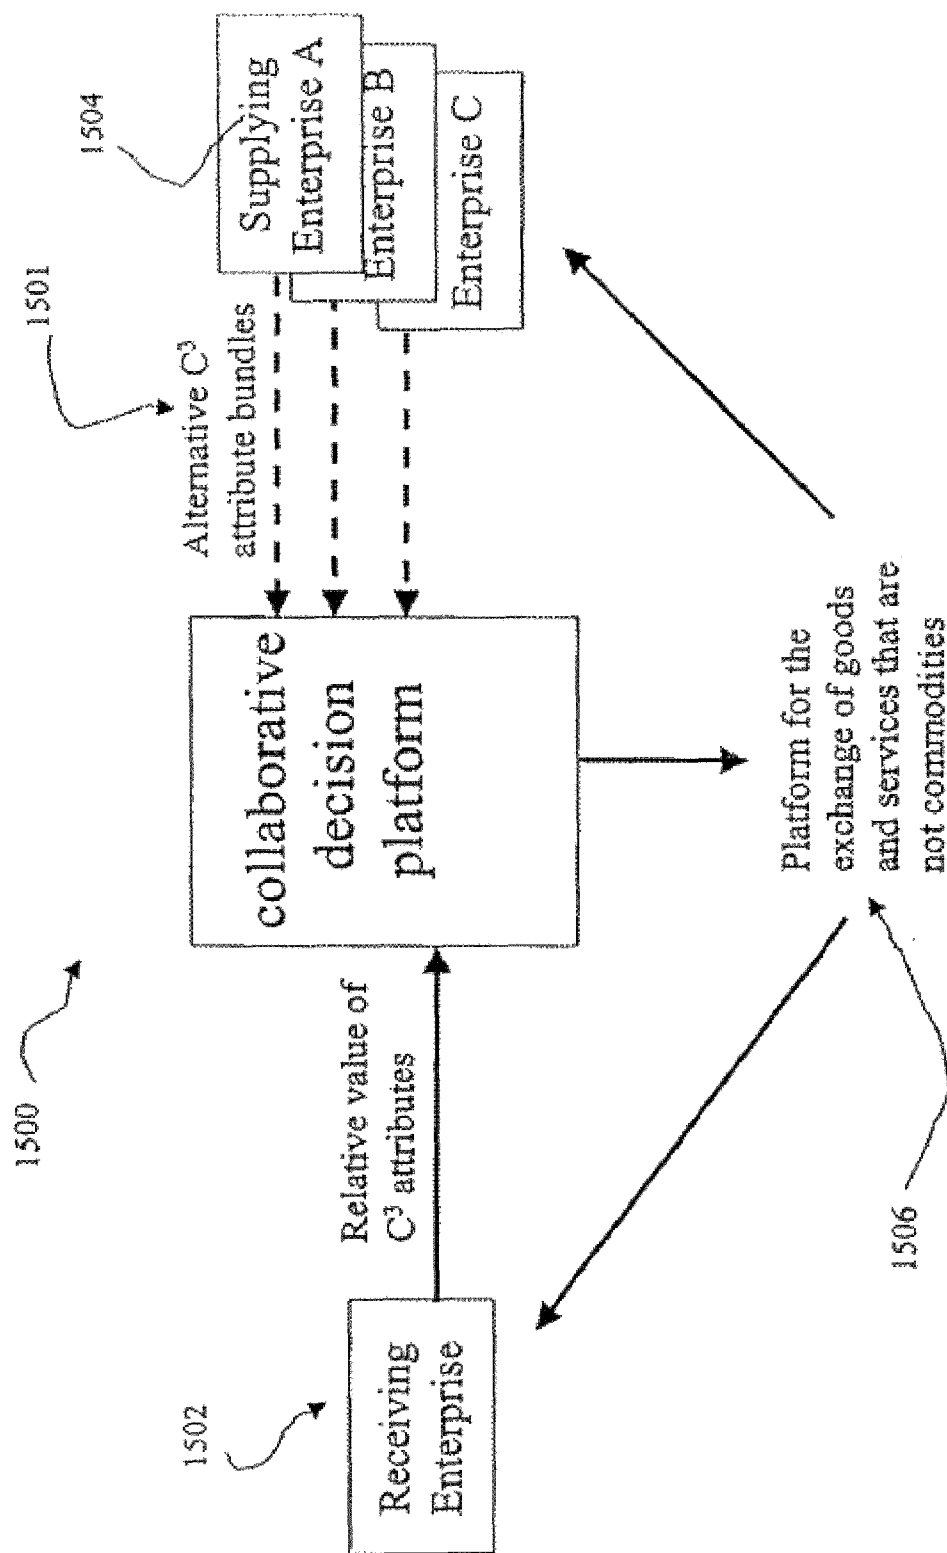 1500
1502
Receiving
Enterprise
Relative value of
C³ attributes
collaborative
decision
platform
1501
Alternative C³
attribute bundles
1504
Supplying
Enterprise A
Enterprise B
Enterprise C
Platform for the
exchange of goods
and services that are
not commodities
1506